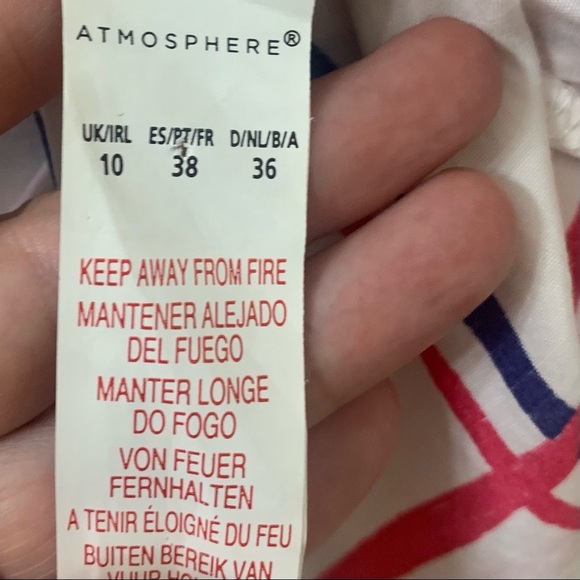 ATMOSPHERE®
UK/IRL ES/PT/FR D/NL/B/A
10 38 36
KEEP AWAY FROM FIRE
MANTENER ALEJADO
DEL FUEGO
MANTER LONGE
DO FOGO
VON FEUER
FERNHALTEN
A TENIR ÉLOIGNÉ DU FEU
BUITEN BEREIK VAN
VUUR